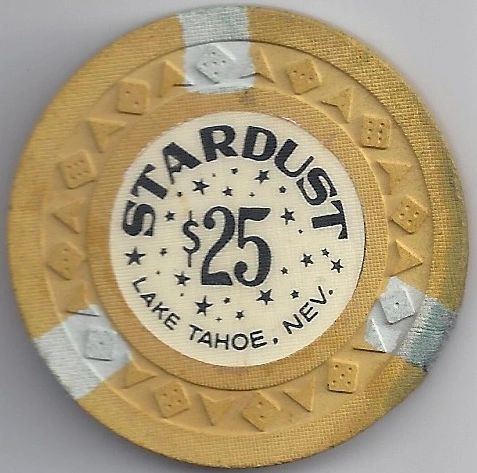 STARDUST
$25
LAKE TAHOE, NEV.